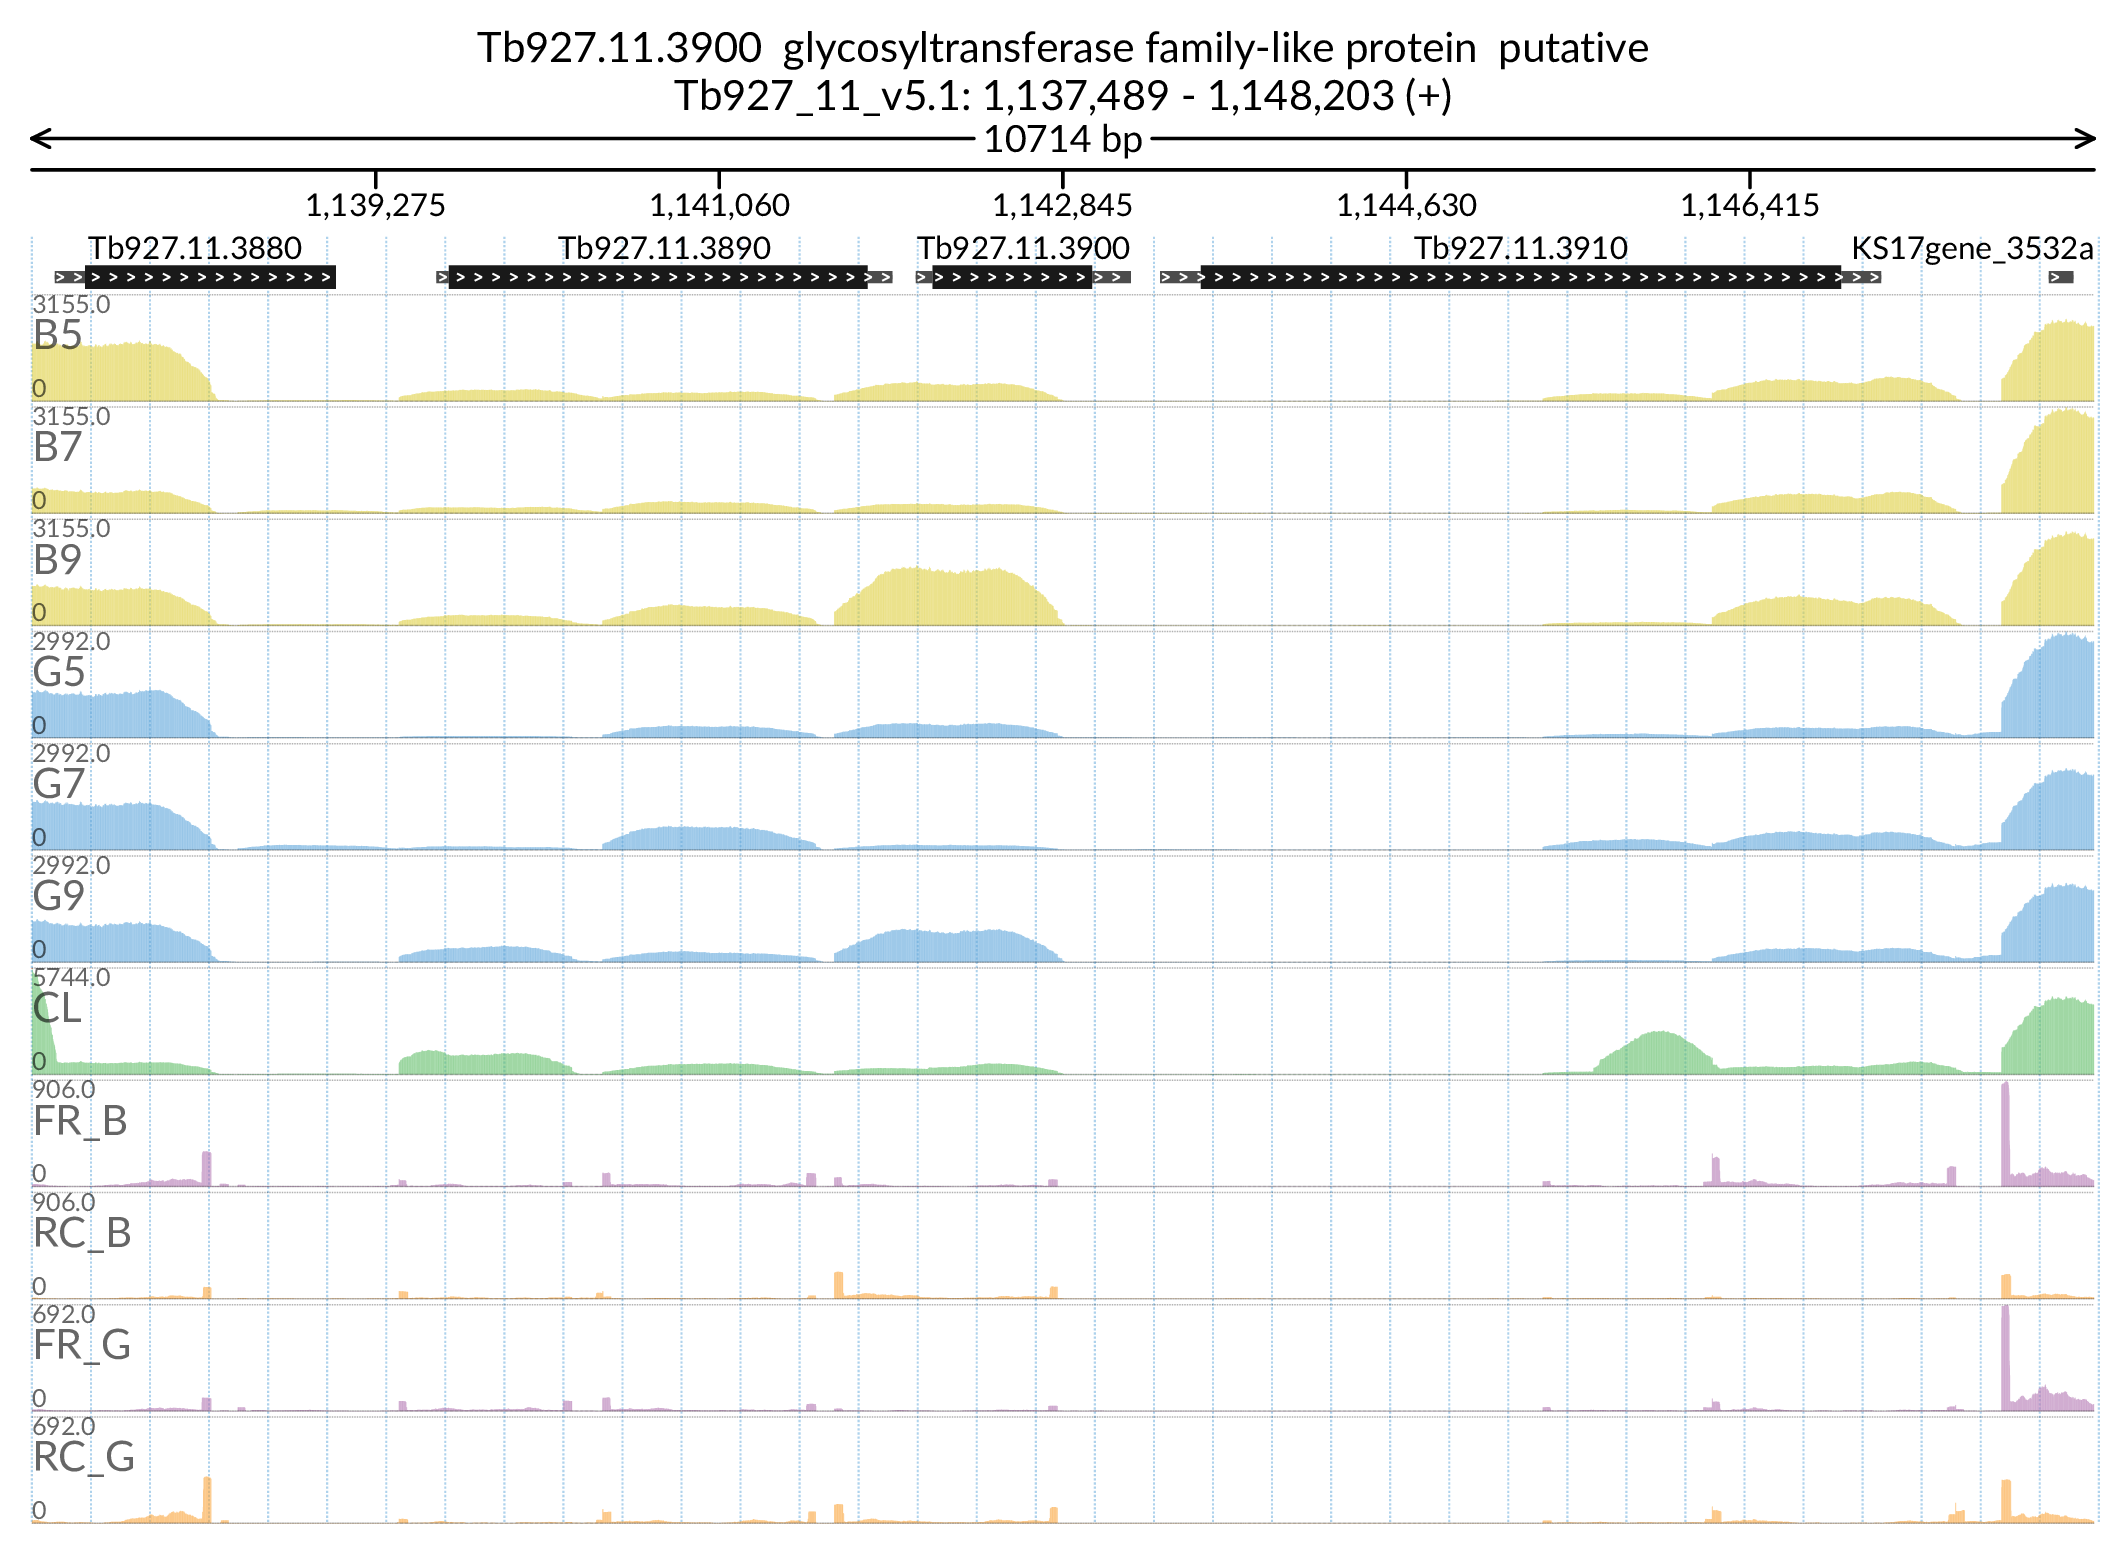 Tb927.11.3900  glycosyltransferase family-like protein  putative
Tb927_11_v5.1: 1,137,489 - 1,148,203 (+)
10714 bp
1,139,275 1,141,060 1,142,845 1,144,630 1,146,415
Tb927.11.3880 Tb927.11.3890 Tb927.11.3900 Tb927.11.3910 KS17gene_3532a
3155.0
B5
0
3155.0
B7
0
3155.0
B9
0
2992.0
G5
0
2992.0
G7
0
2992.0
G9
0
5744.0
CL
0
906.0
FR_B
0
906.0
RC_B
0
692.0
FR_G
0
692.0
RC_G
0